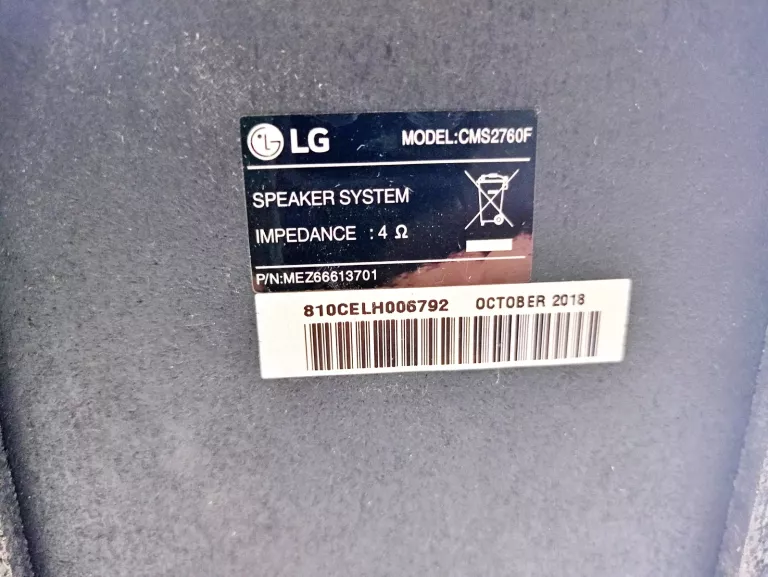 LG MODEL:CMS2760F
SPEAKER SYSTEM
IMPEDANCE : 4 Ω
P/N:MEZ66613701
810CELH006792 OCTOBER 2018